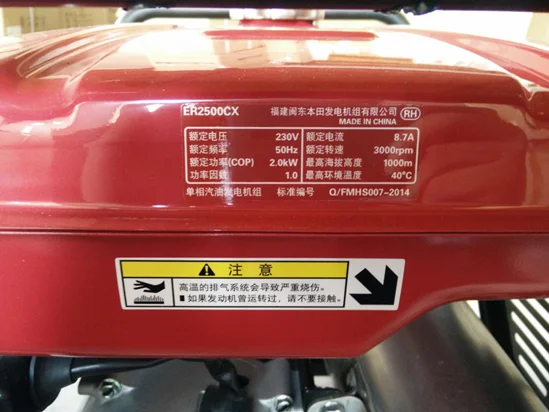 ER2500CX 福建闽东本田发电机组有限公司 RH
MADE IN CHINA
额定电压 230V 额定电流 8.7A
额定频率 50Hz 额定转速 3000rpm
额定功率(COP) 2.0kW 最高海拔高度 1000m
功率因数 1.0 最高环境温度 40°C
单相汽油发电机组 标准编号 Q/FMHS007-2014
注 意
高温的排气系统会导致严重烧伤。
■如果发动机曾运转过，请不要接触。